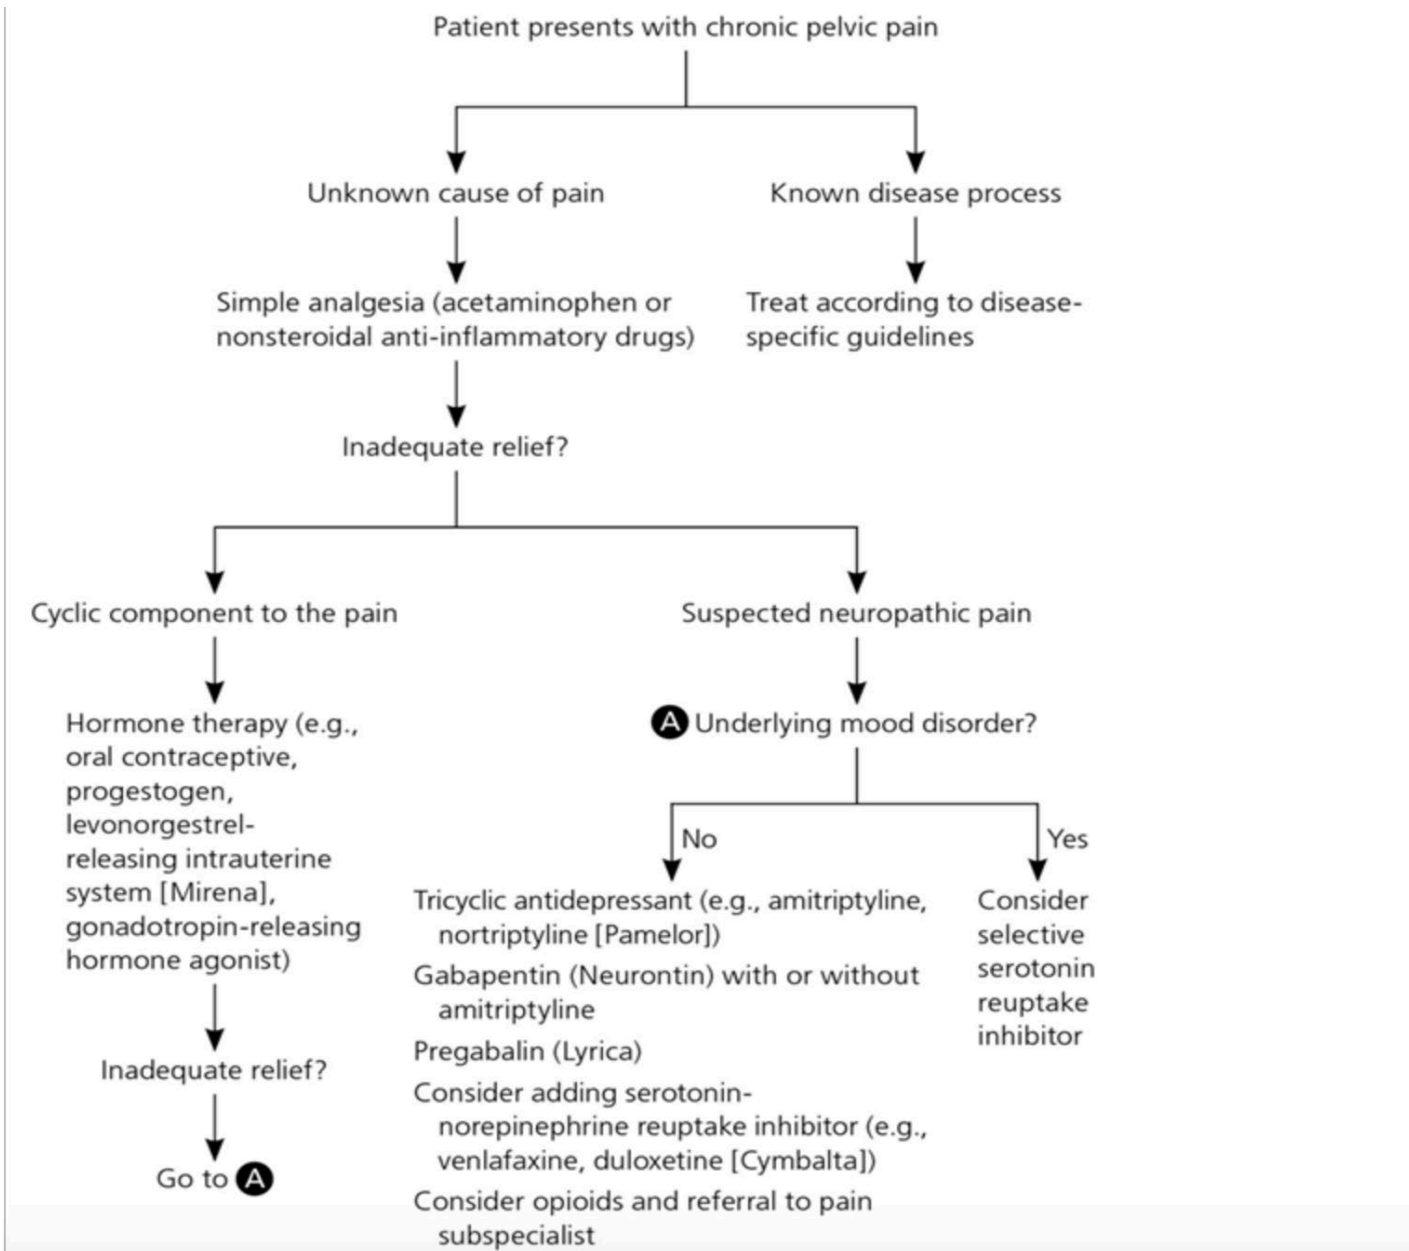 Patient presents with chronic pelvic pain
Unknown cause of pain
Known disease process
Simple analgesia (acetaminophen or
nonsteroidal anti-inflammatory drugs)
Treat according to disease-
specific guidelines
Inadequate relief?
Cyclic component to the pain
Suspected neuropathic pain
Hormone therapy (e.g.,
oral contraceptive,
progestogen,
levonorgestrel-
releasing intrauterine
system [Mirena],
gonadotropin-releasing
hormone agonist)
Inadequate relief?
Go to A
A Underlying mood disorder?
No
Yes
Tricyclic antidepressant (e.g., amitriptyline,
nortriptyline [Pamelor])
Gabapentin (Neurontin) with or without
amitriptyline
Pregabalin (Lyrica)
Consider adding serotonin-
norepinephrine reuptake inhibitor (e.g.,
venlafaxine, duloxetine [Cymbalta])
Consider opioids and referral to pain
subspecialist
Consider
selective
serotonin
reuptake
inhibitor